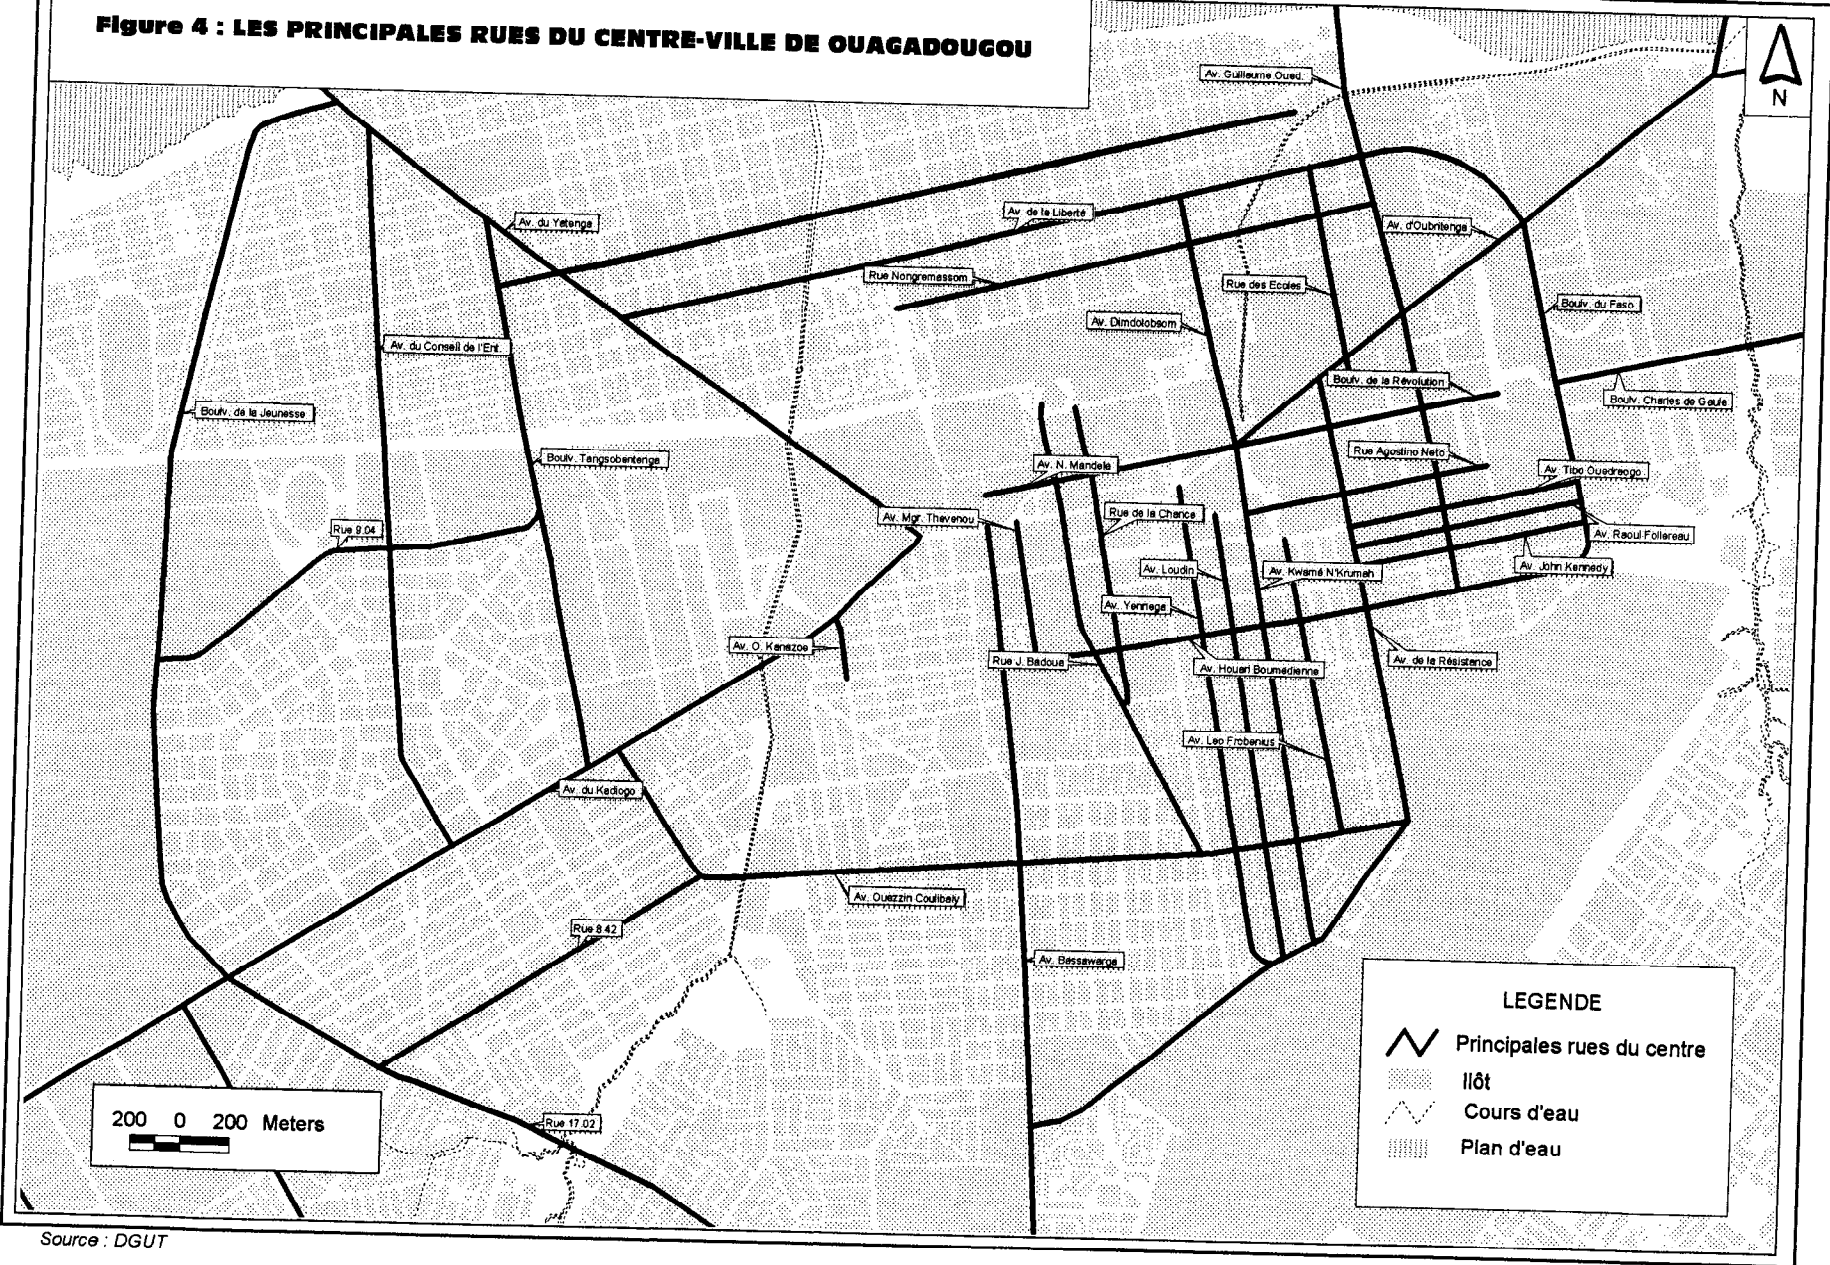 Figure 4 : LES PRINCIPALES RUES DU CENTRE-VILLE DE OUAGADOUGOU
N
Av. Guillaume Oued.
Av. du Yatenga
Av. de la Liberté
Av. d'Oubritenga
Rue Nongremassom
Rue des Ecoles
Boulv. du Faso
Av. Dimdolobsom
Av. du Conseil de l'Ent.
Boulv. de la Révolution
Boulv. Charles de Gaule
Boulv. de la Jeunesse
Boulv. Tangsobentenga
Rue Agostino Neto
Av. N. Mandela
Av. Tibo Ouedreogo
Rue 9.04
Av. Mgr. Thevenou
Rue de la Chance
Av. Raoul Follereau
Av. Loudin
Av. Kwamé N'Krumah
Av. John Kennedy
Av. Yennega
Av. O. Kanazoe
Rue J. Badoua
Av. Houari Boumedienne
Av. de la Résistance
Av. Leo Frobenius
Av. du Kadiogo
Av. Ouezzin Coulibaly
Rue 8.42
Av. Bassawarga
LEGENDE
Principales rues du centre
Ilôt
Cours d'eau
Plan d'eau
200 0 200 Meters
Rue 17.02
Source : DGUT